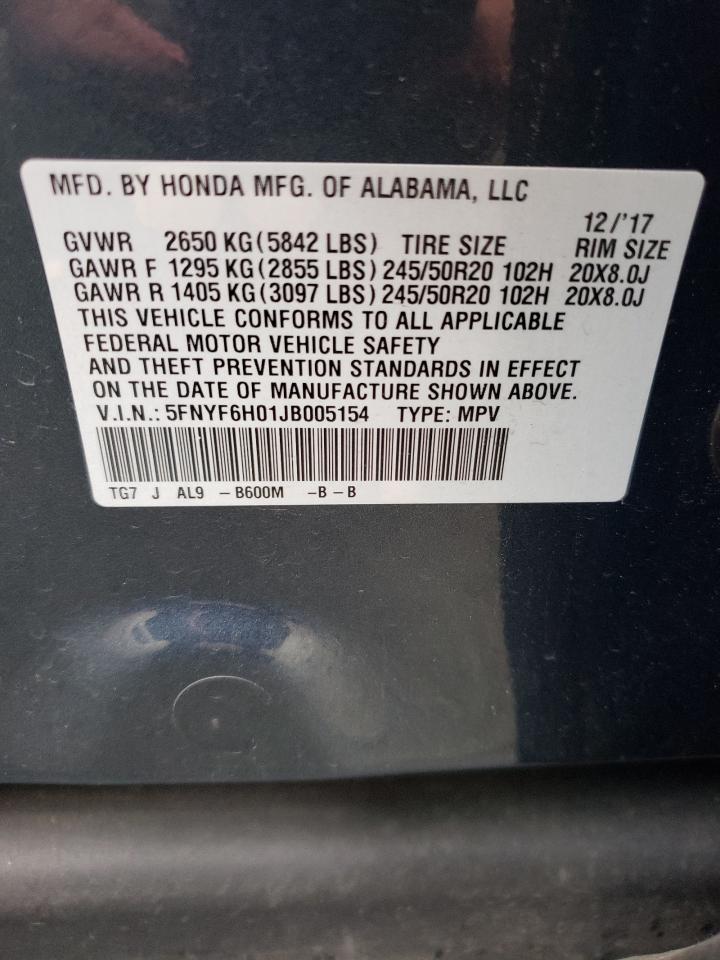 MFD. BY HONDA MFG. OF ALABAMA, LLC
12/'17
GVWR 2650 KG (5842 LBS) TIRE SIZE RIM SIZE
GAWR F 1295 KG (2855 LBS) 245/50R20 102H 20X8.0J
GAWR R 1405 KG (3097 LBS) 245/50R20 102H 20X8.0J
THIS VEHICLE CONFORMS TO ALL APPLICABLE
FEDERAL MOTOR VEHICLE SAFETY
AND THEFT PREVENTION STANDARDS IN EFFECT
ON THE DATE OF MANUFACTURE SHOWN ABOVE.
V.I.N.: 5FNYF6H01JB005154 TYPE: MPV
TG7 J AL9 - B600M -B - B